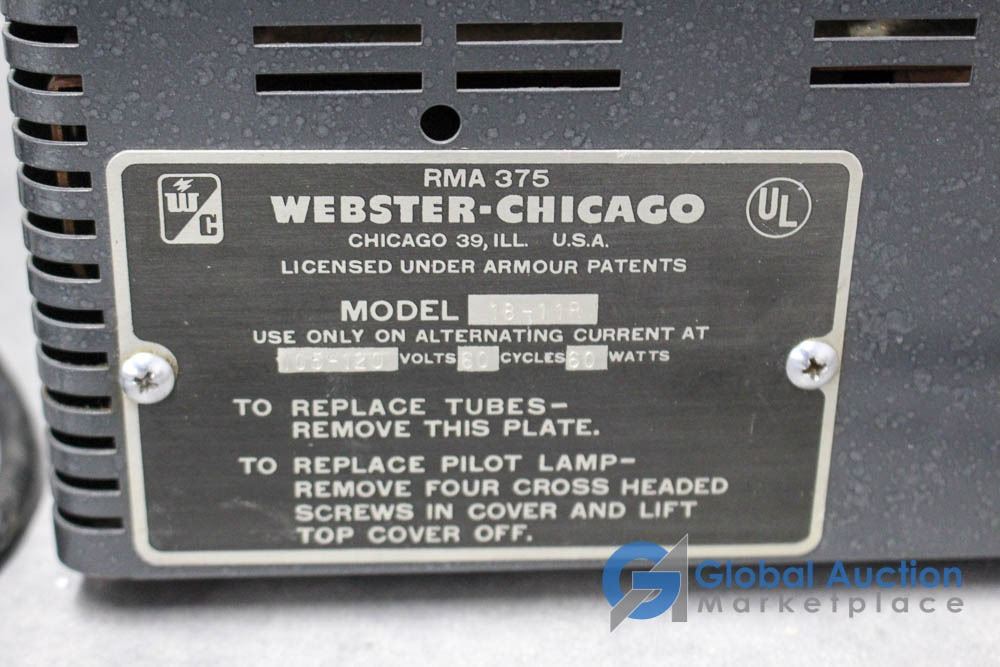 RMA 375
W
C
WEBSTER-CHICAGO
UL
CHICAGO 39, ILL. U.S.A.
LICENSED UNDER ARMOUR PATENTS
MODEL 18-11R
USE ONLY ON ALTERNATING CURRENT AT
105-120 VOLTS 60 CYCLES 60 WATTS
TO REPLACE TUBES-
REMOVE THIS PLATE.
TO REPLACE PILOT LAMP-
REMOVE FOUR CROSS HEADED
SCREWS IN COVER AND LIFT
TOP COVER OFF.
Global Auction
Marketplace